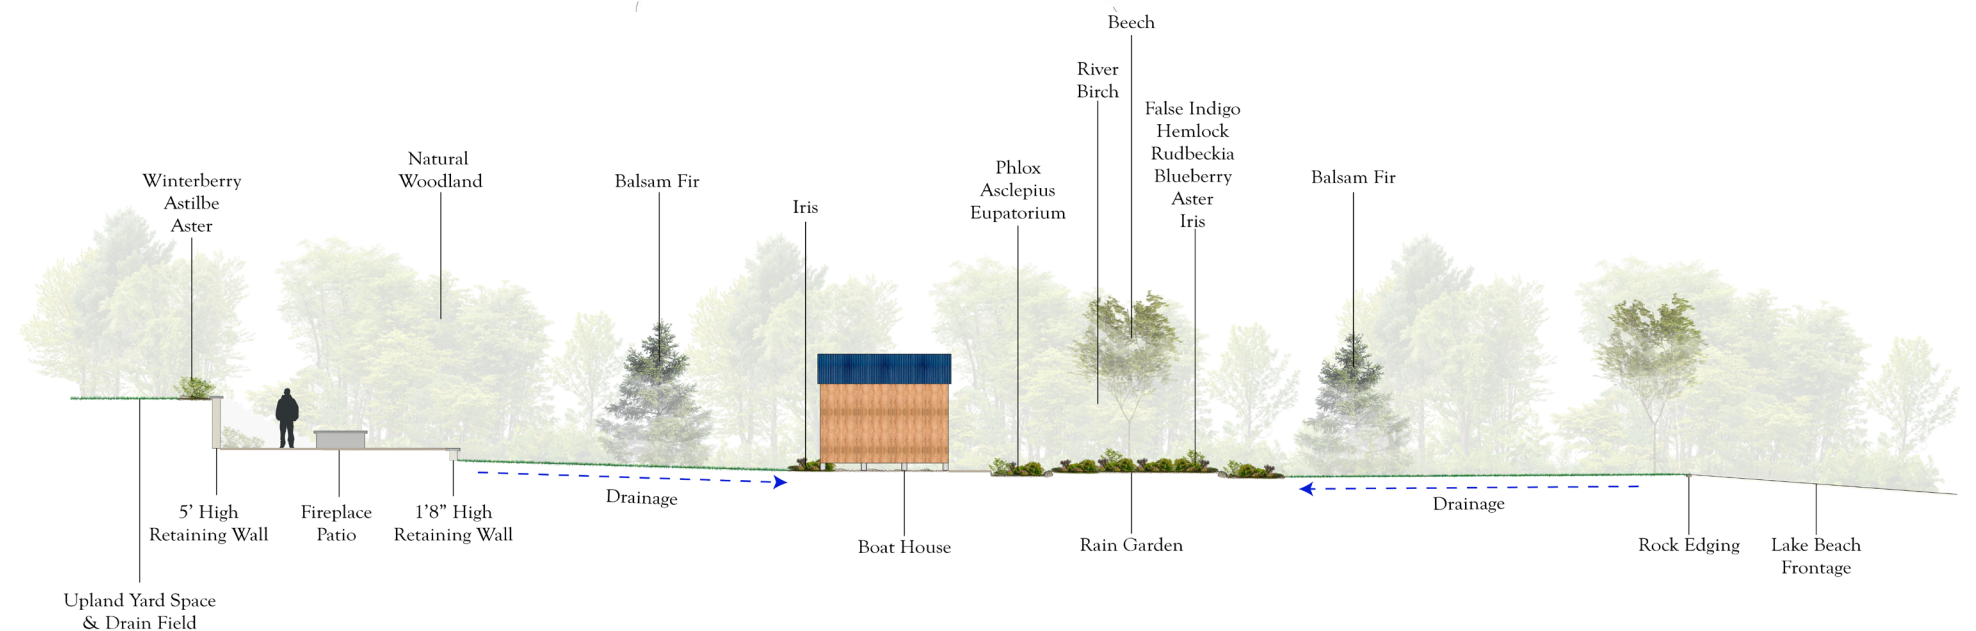 Beech
River
Birch
False Indigo
Hemlock
Rudbeckia
Blueberry
Aster
Iris
Natural
Woodland
Phlox
Asclepius
Eupatorium
Winterberry
Astilbe
Aster
Balsam Fir
Balsam Fir
Iris
Drainage
Drainage
5' High
Retaining Wall
Fireplace
Patio
1'8” High
Retaining Wall
Boat House
Rain Garden
Rock Edging
Lake Beach
Frontage
Upland Yard Space
& Drain Field